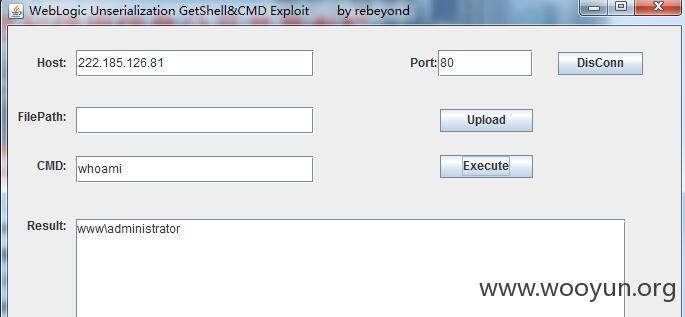 WebLogic Unserialization GetShell&CMD Exploit by rebeyond
Host: 222.185.126.81 Port: 80 DisConn
FilePath: Upload
CMD: whoami Execute
Result: www\administrator
www.wooyun.org